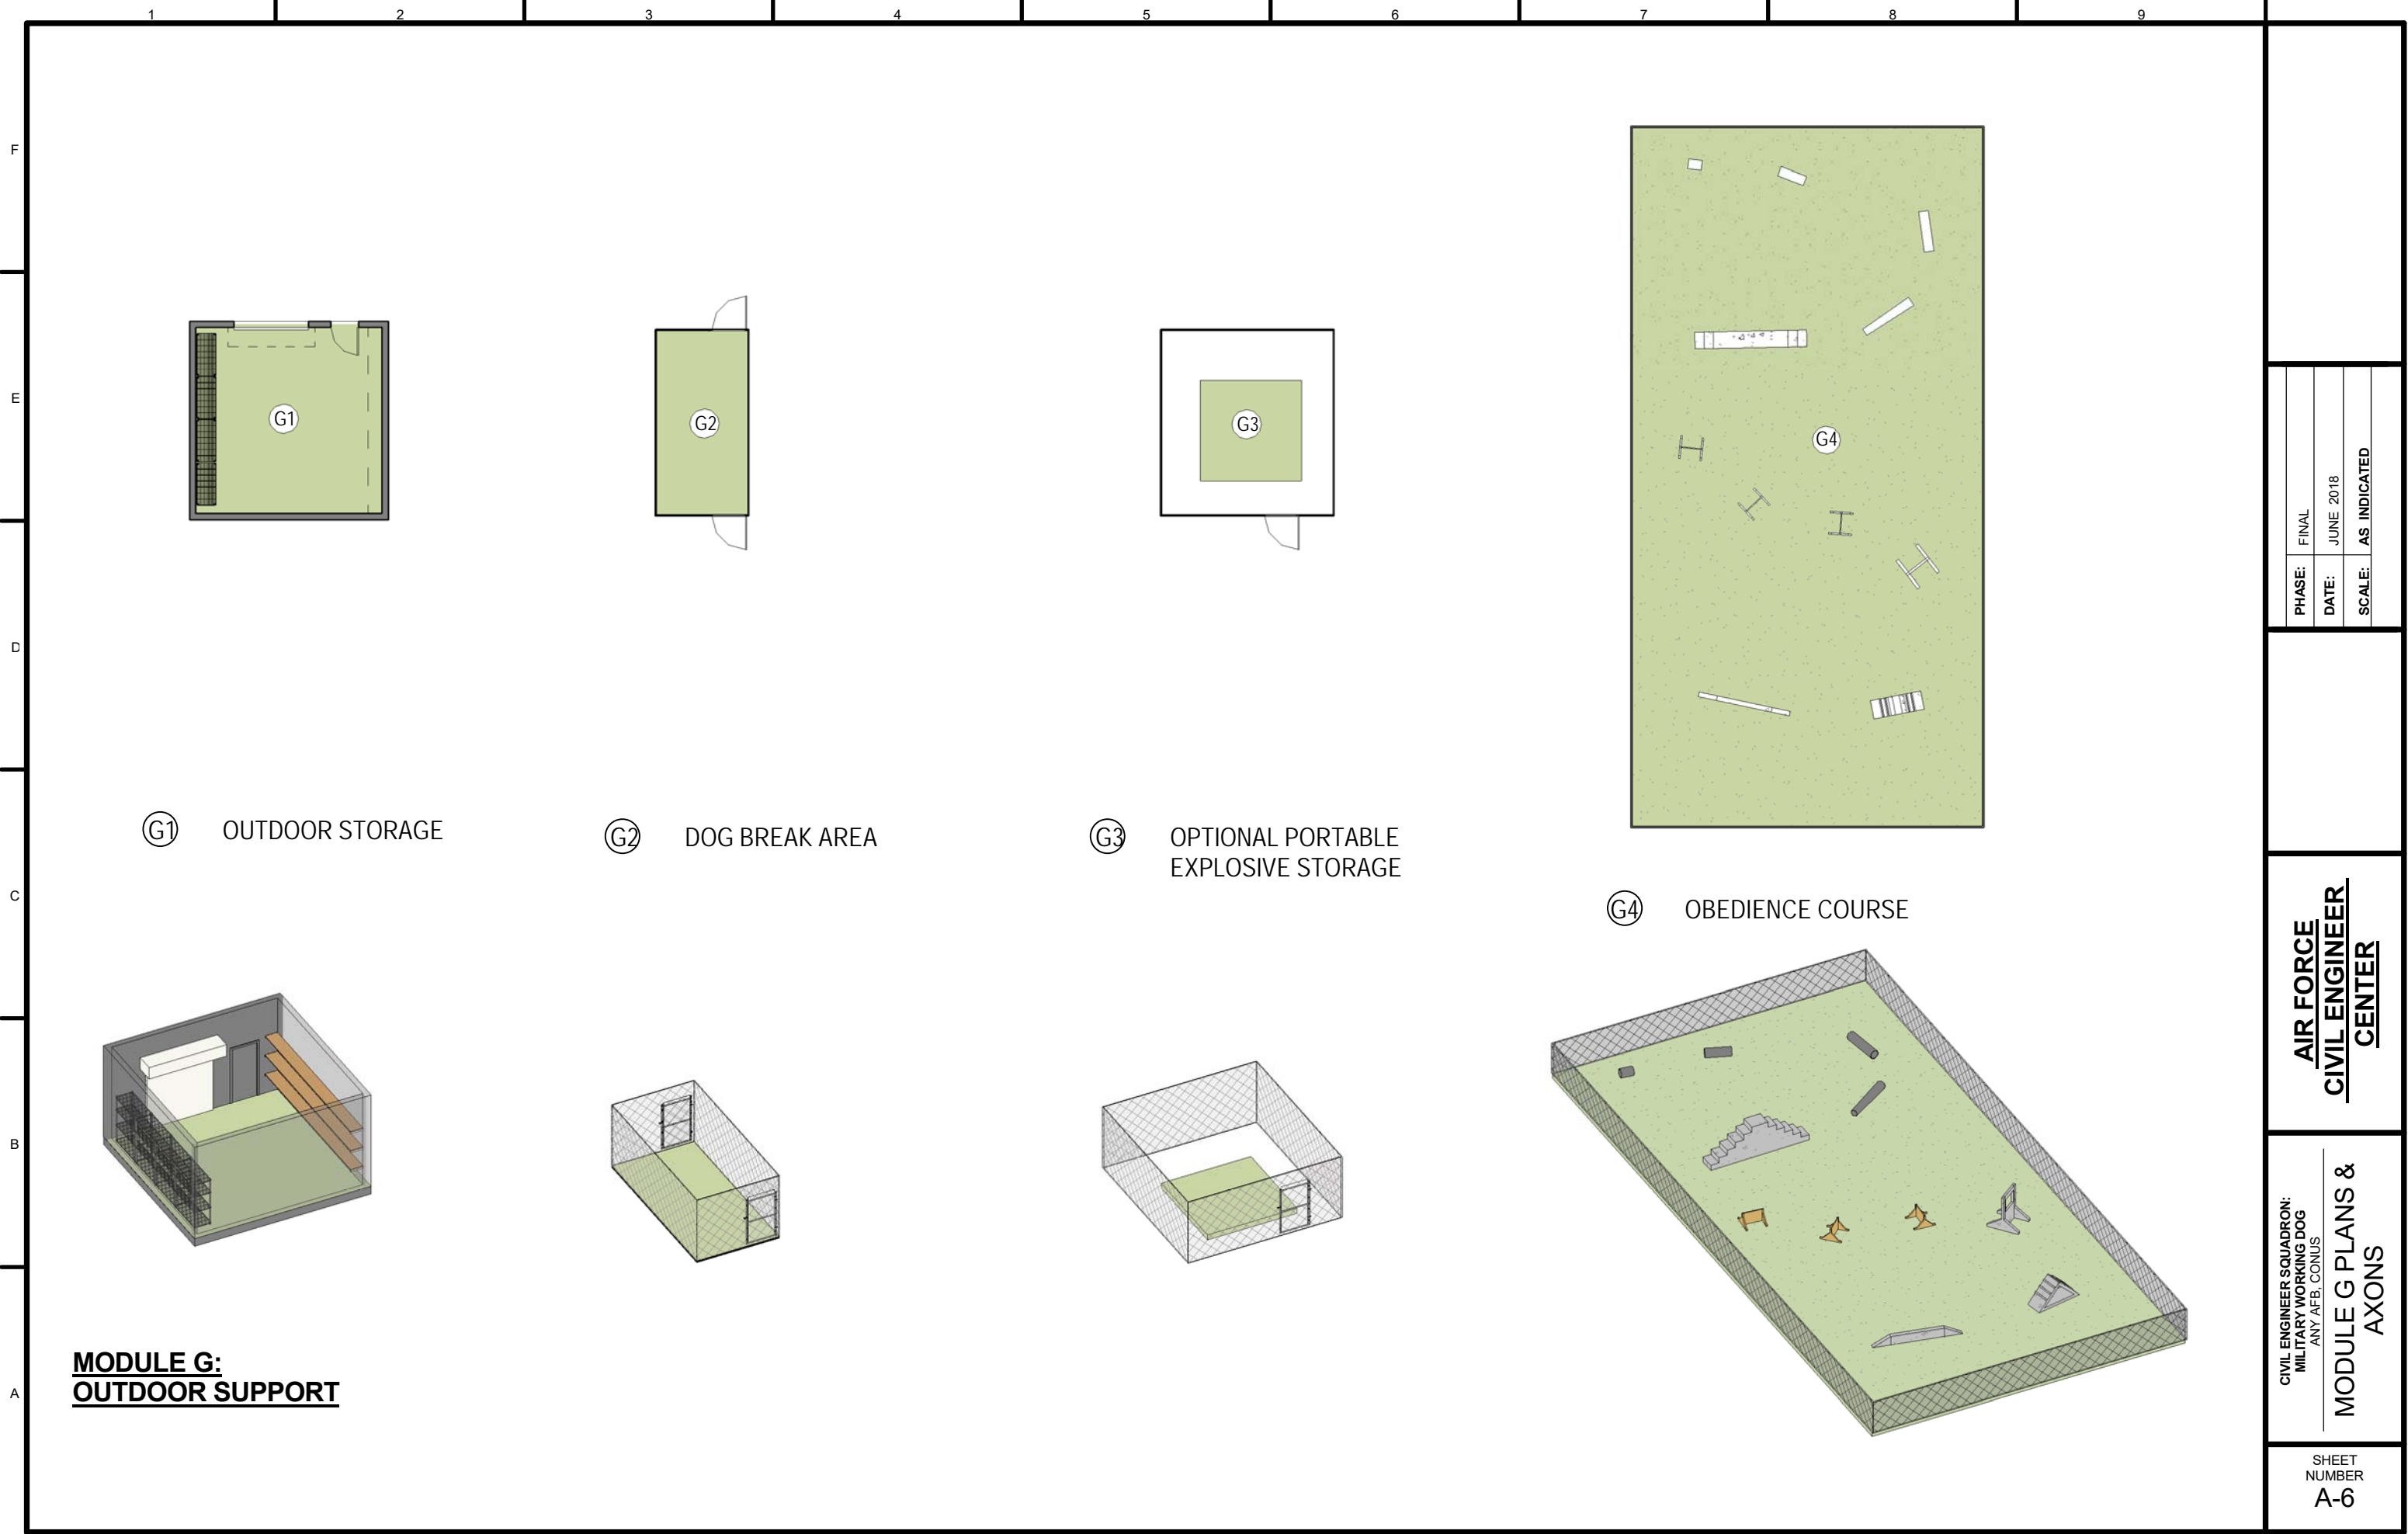 1 2 3 4 5 6 7 8 9
F
E
D
C
B
A
G1
G2
G3
G4
G1 OUTDOOR STORAGE
G2 DOG BREAK AREA
G3 OPTIONAL PORTABLE
EXPLOSIVE STORAGE
G4 OBEDIENCE COURSE
MODULE G:
OUTDOOR SUPPORT
PHASE: FINAL
DATE: JUNE 2018
SCALE: AS INDICATED
AIR FORCE
CIVIL ENGINEER
CENTER
CIVIL ENGINEER SQUADRON:
MILITARY WORKING DOG
ANY AFB, CONUS
MODULE G PLANS &
AXONS
SHEET
NUMBER
A-6